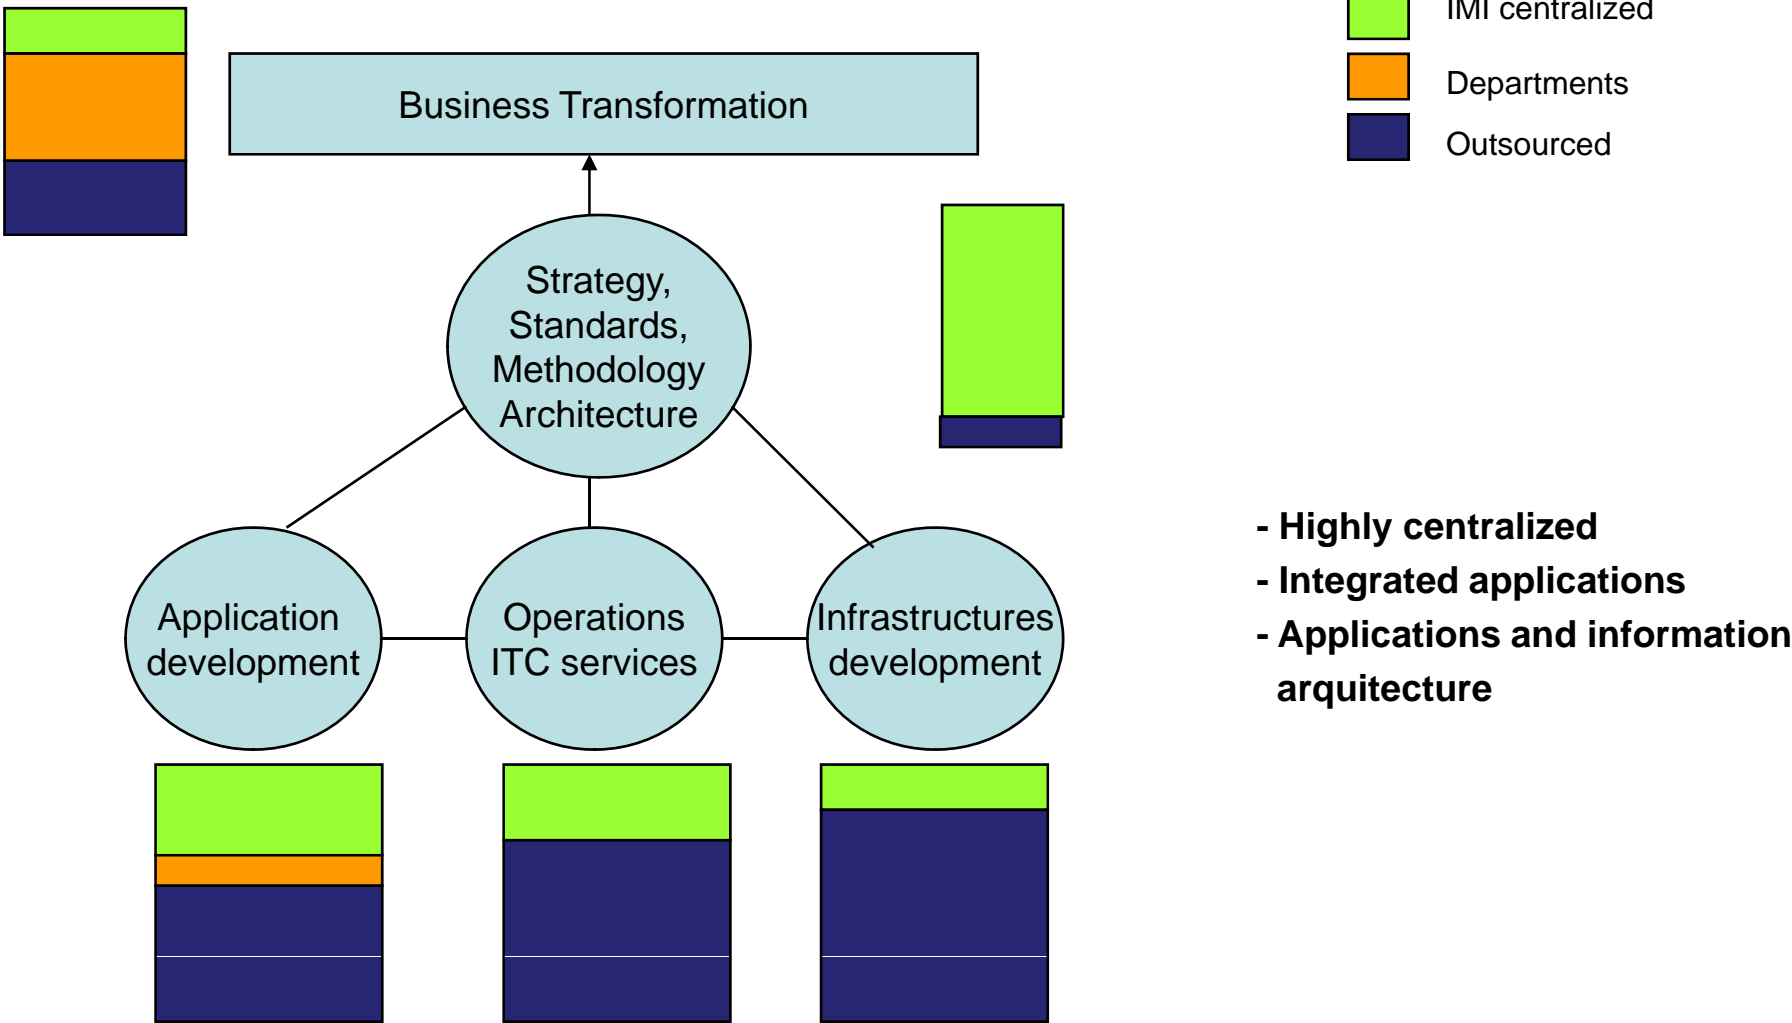 IMI centralized
Departments
Outsourced
Business Transformation
Strategy,
Standards,
Methodology
Architecture
Application
development
Operations
ITC services
Infrastructures
development
- Highly centralized
- Integrated applications
- Applications and information
arquitecture